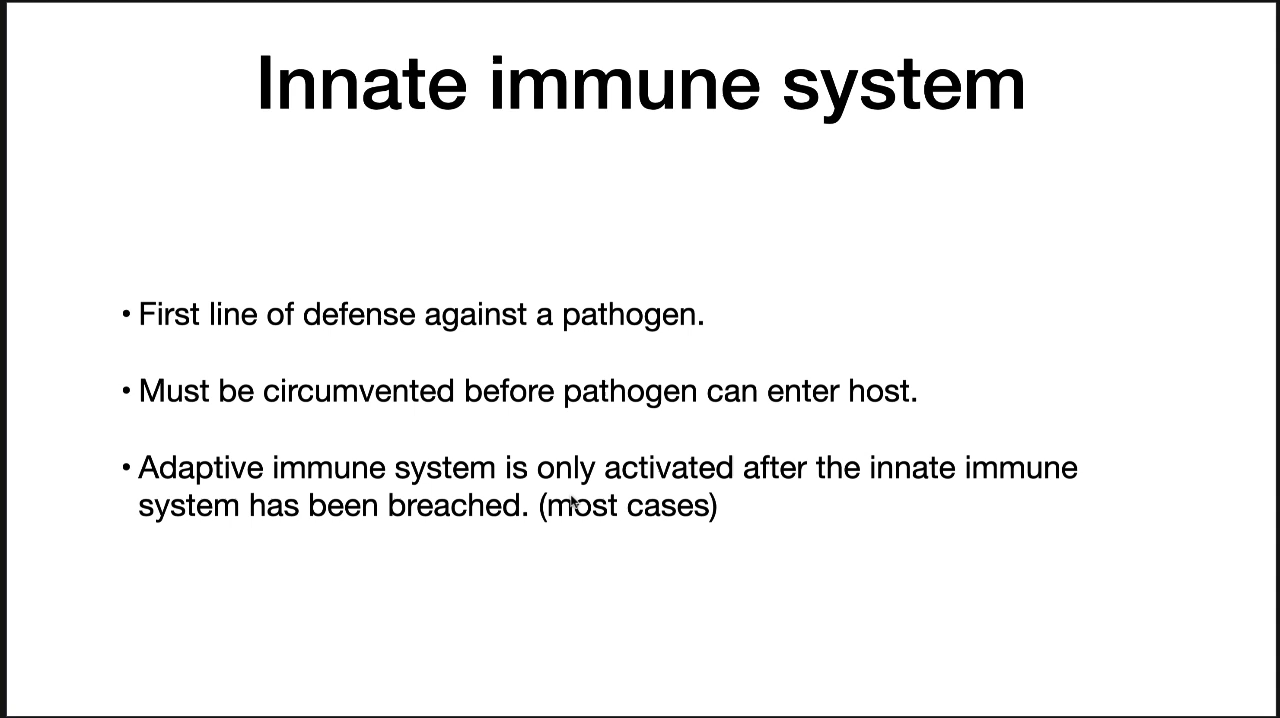 Innate immune system
• First line of defense against a pathogen.
• Must be circumvented before pathogen can enter host.
• Adaptive immune system is only activated after the innate immune
system has been breached. (most cases)